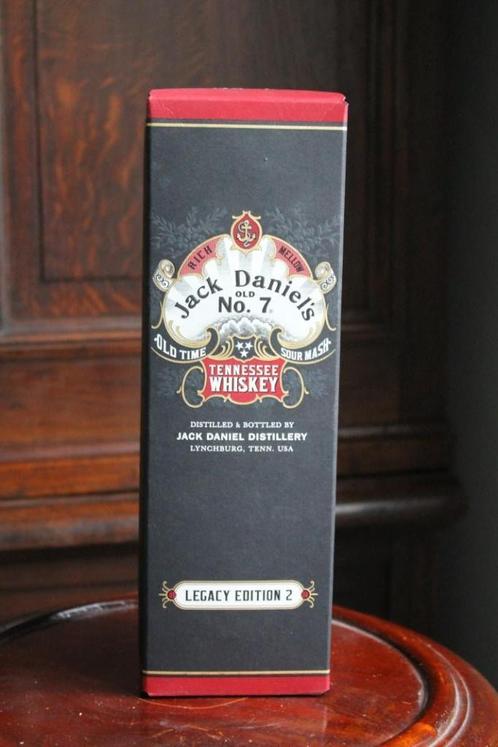 RICH MELLOW
Jack Daniel's
OLD
No. 7
OLD TIME SOUR MASH
TENNESSEE
WHISKEY
DISTILLED & BOTTLED BY
JACK DANIEL DISTILLERY
LYNCHBURG, TENN. USA
LEGACY EDITION 2